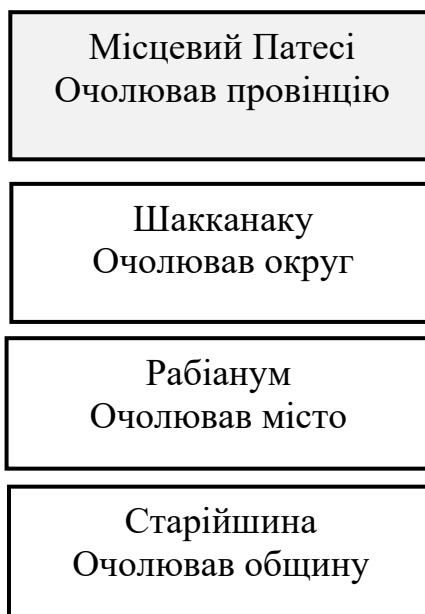 Місцевий Патесі
Очолював провінцію
Шакканаку
Очолював округ
Рабіанум
Очолював місто
Старійшина
Очолював общину